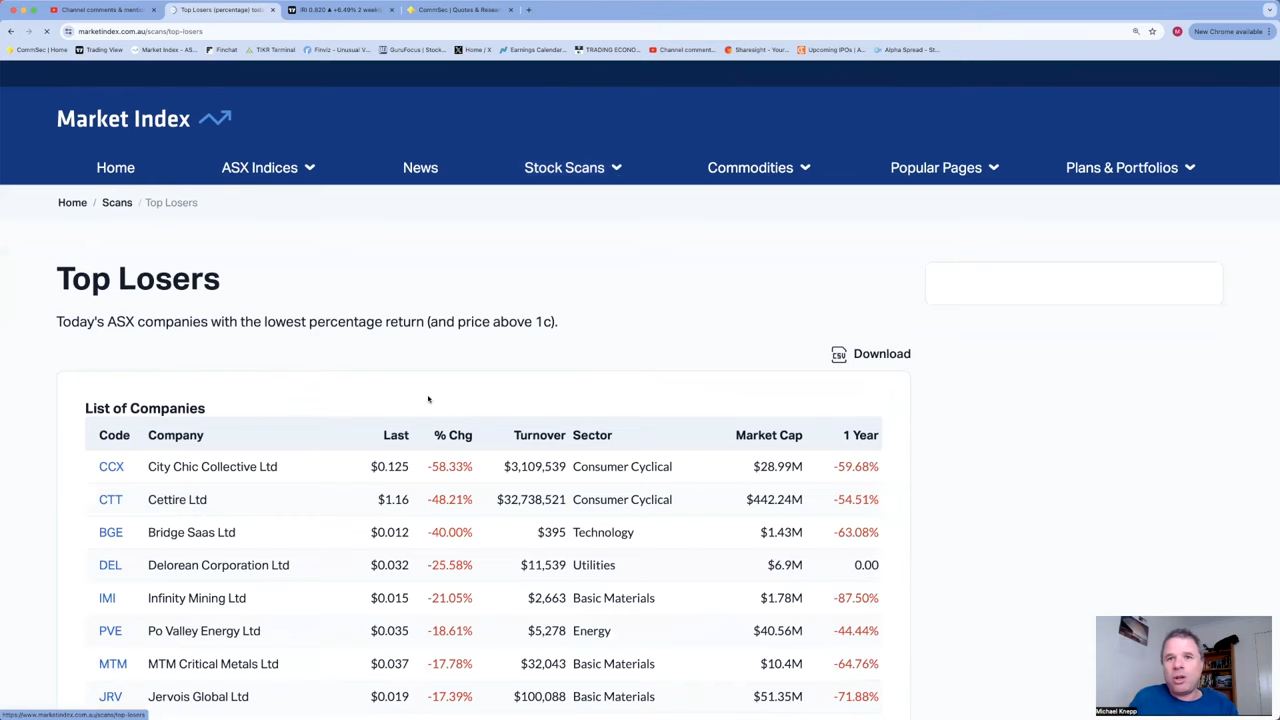 Channel comments & mention
Top Losers (percentage) toda
IRI 0.820 ▲ +6.49% 2 weekl
CommSec | Quotes & Resear
marketindex.com.au/scans/top-losers
New Chrome available
CommSec | Home
Trading View
Market Index - AS...
Finchat
TIKR Terminal
Finviz - Unusual V...
GuruFocus | Stock...
Home / X
Earnings Calendar...
TRADING ECONO...
Channel comment...
Sharesight - Your...
Upcoming IPOs | A...
Alpha Spread - St...
Market Index
Home
ASX Indices
News
Stock Scans
Commodities
Popular Pages
Plans & Portfolios
Home / Scans / Top Losers
Top Losers
Today's ASX companies with the lowest percentage return (and price above 1c).
CSV Download
List of Companies
Code Company Last % Chg Turnover Sector Market Cap 1 Year
CCX City Chic Collective Ltd $0.125 -58.33% $3,109,539 Consumer Cyclical $28.99M -59.68%
CTT Cettire Ltd $1.16 -48.21% $32,738,521 Consumer Cyclical $442.24M -54.51%
BGE Bridge Saas Ltd $0.012 -40.00% $395 Technology $1.43M -63.08%
DEL Delorean Corporation Ltd $0.032 -25.58% $11,539 Utilities $6.9M 0.00
IMI Infinity Mining Ltd $0.015 -21.05% $2,663 Basic Materials $1.78M -87.50%
PVE Po Valley Energy Ltd $0.035 -18.61% $5,278 Energy $40.56M -44.44%
MTM MTM Critical Metals Ltd $0.037 -17.78% $32,043 Basic Materials $10.4M -64.76%
JRV Jervois Global Ltd $0.019 -17.39% $100,088 Basic Materials $51.35M -71.88%
https://www.marketindex.com.au/scans/top-losers
Michael Knepp